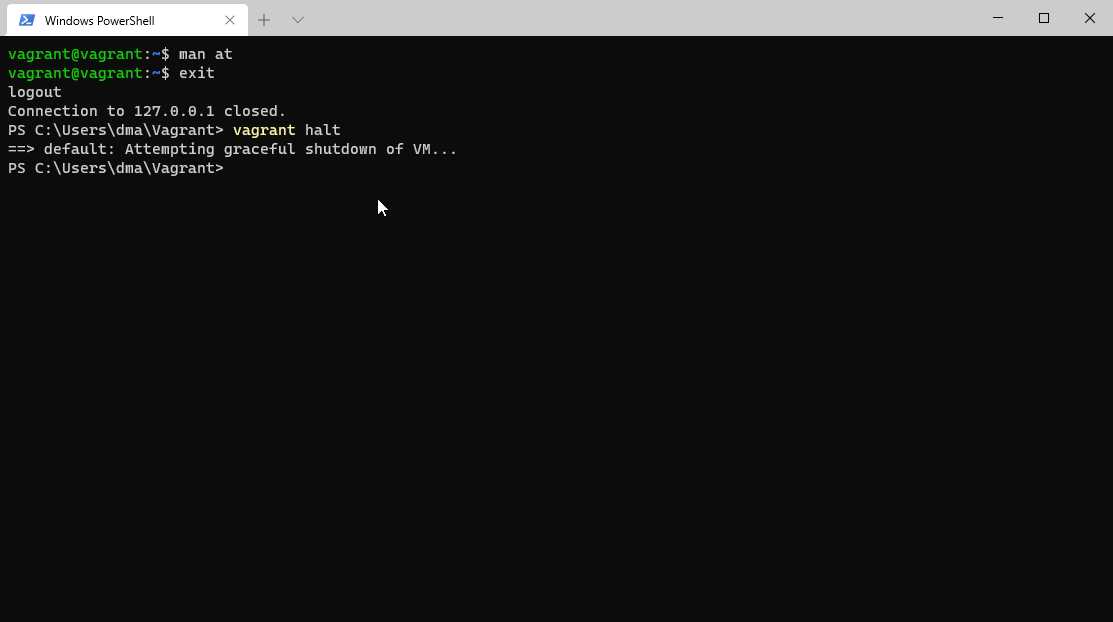 Windows PowerShell
vagrant@vagrant:~$ man at
vagrant@vagrant:~$ exit
logout
Connection to 127.0.0.1 closed.
PS C:\Users\dma\Vagrant> vagrant halt
==> default: Attempting graceful shutdown of VM...
PS C:\Users\dma\Vagrant>